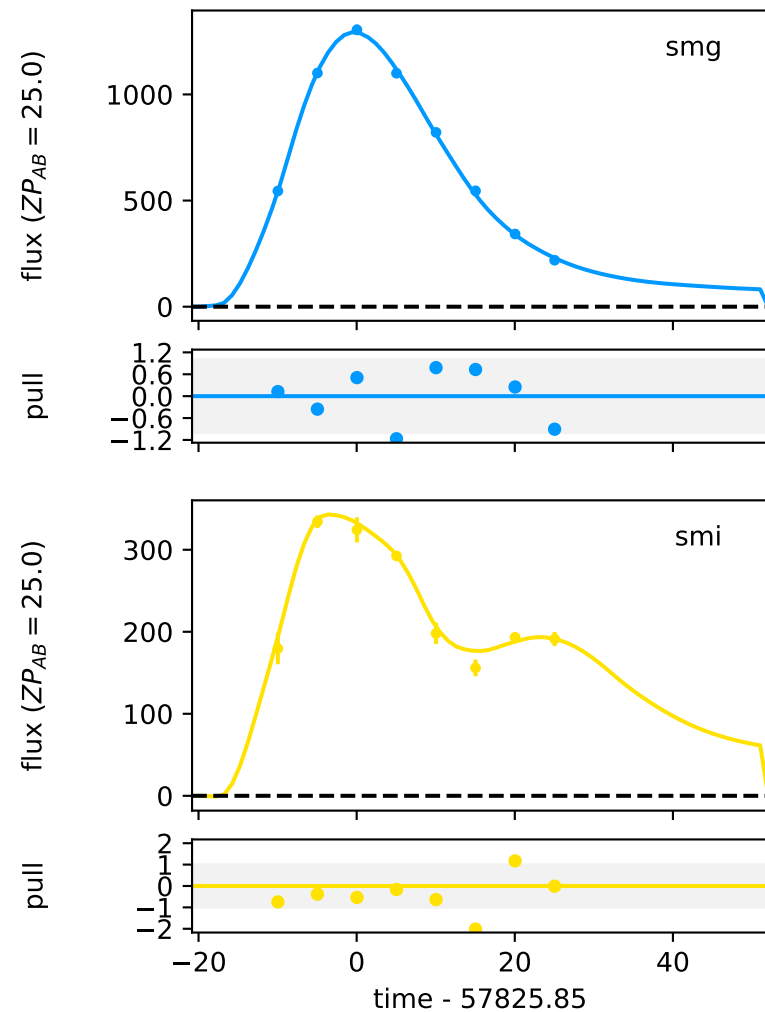 smg
flux (ZP_AB = 25.0)
1000
500
0
pull
1.2
0.6
0.0
−0.6
−1.2
smi
flux (ZP_AB = 25.0)
300
200
100
0
pull
2
1
0
−1
−2
−20 0 20 40
time - 57825.85